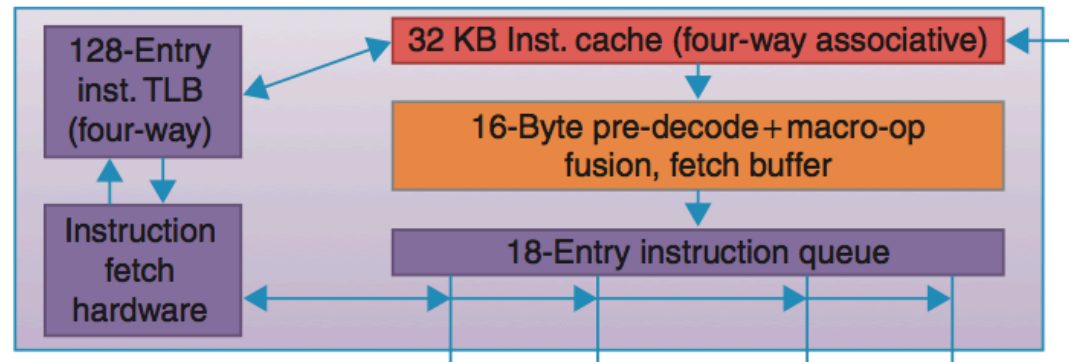 128-Entry
inst. TLB
(four-way)
32 KB Inst. cache (four-way associative)
16-Byte pre-decode+macro-op
fusion, fetch buffer
Instruction
fetch
hardware
18-Entry instruction queue